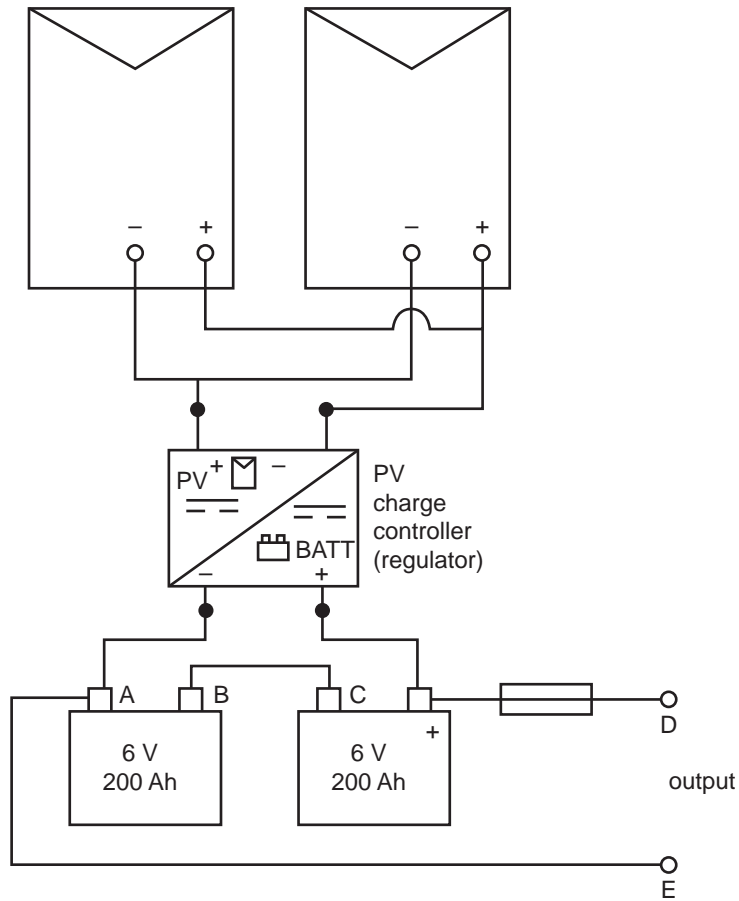 – +
– +
PV + –
PV
charge
controller
(regulator)
BATT
– +
A B C
+
D
6 V
200 Ah
6 V
200 Ah
output
E